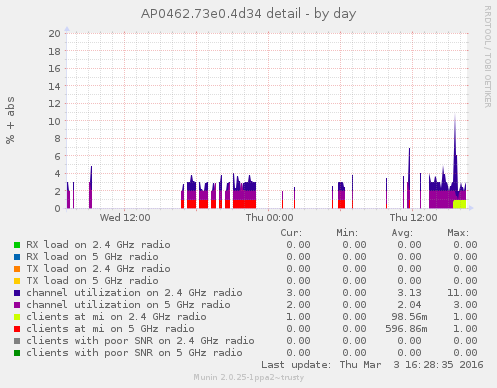 AP0462.73e0.4d34 detail - by day
RRDTOOL / TOBI OETIKER
% + abs
20
18
16
14
12
10
8
6
4
2
0
Wed 12:00 Thu 00:00 Thu 12:00
Cur: Min: Avg: Max:
RX load on 2.4 GHz radio 0.00 0.00 0.00 0.00
RX load on 5 GHz radio 0.00 0.00 0.00 0.00
TX load on 2.4 GHz radio 0.00 0.00 0.00 0.00
TX load on 5 GHz radio 0.00 0.00 0.00 0.00
channel utilization on 2.4 GHz radio 3.00 0.00 3.13 11.00
channel utilization on 5 GHz radio 2.00 0.00 2.04 3.00
clients at mi on 2.4 GHz radio 1.00 0.00 98.56m 1.00
clients at mi on 5 GHz radio 0.00 0.00 596.86m 1.00
clients with poor SNR on 2.4 GHz radio 0.00 0.00 0.00 0.00
clients with poor SNR on 5 GHz radio 0.00 0.00 0.00 0.00
Last update: Thu Mar 3 16:28:35 2016
Munin 2.0.25-1ppa2~trusty